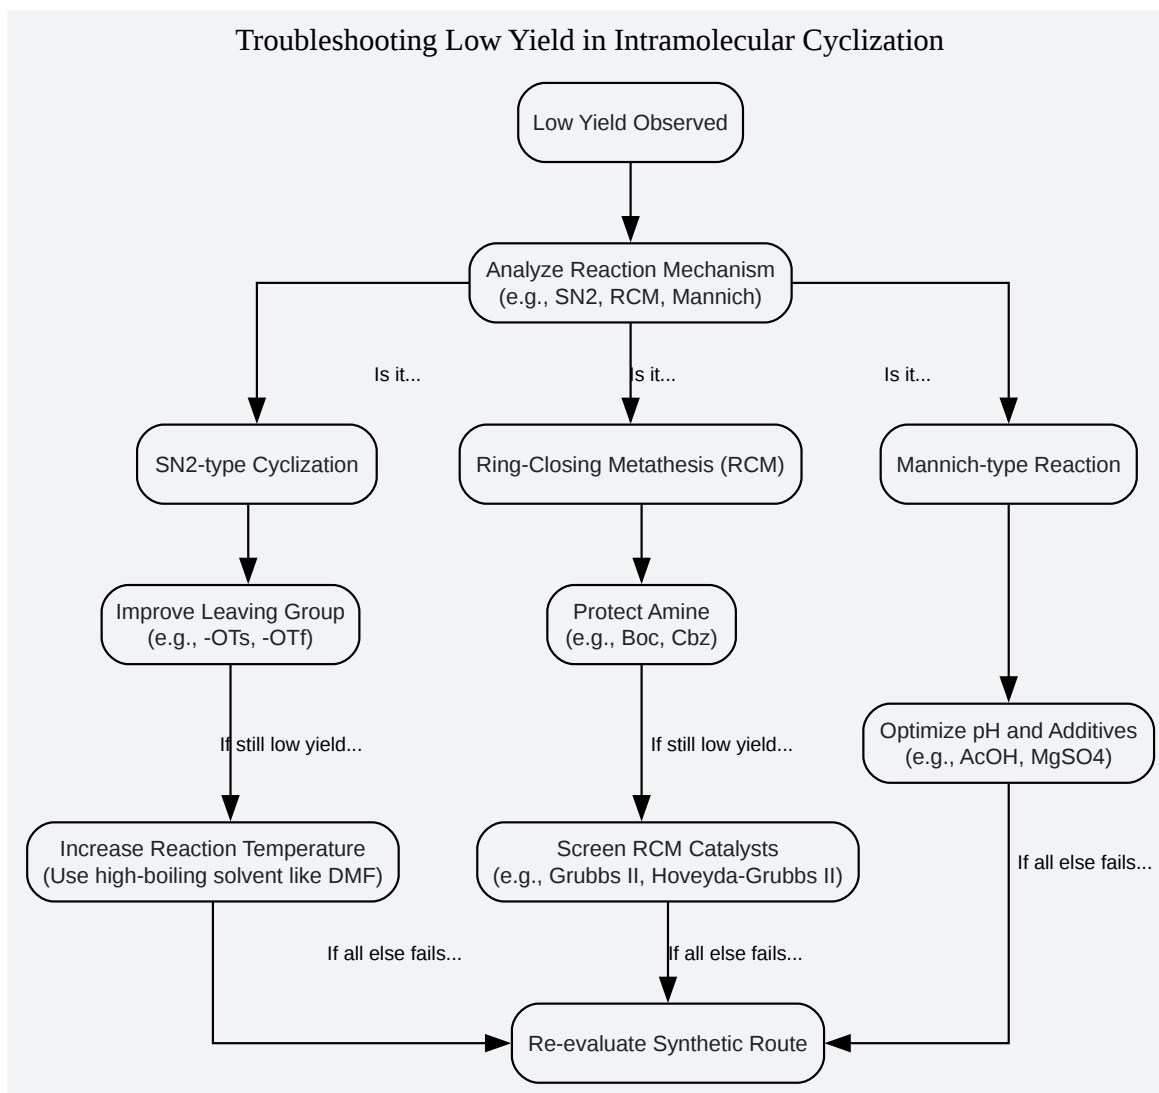 Troubleshooting Low Yield in Intramolecular Cyclization
Low Yield Observed
Analyze Reaction Mechanism
(e.g., SN2, RCM, Mannich)
Is it...
Is it...
Is it...
SN2-type Cyclization
Ring-Closing Metathesis (RCM)
Mannich-type Reaction
Improve Leaving Group
(e.g., -OTs, -OTf)
Protect Amine
(e.g., Boc, Cbz)
If still low yield...
If still low yield...
Optimize pH and Additives
(e.g., AcOH, MgSO4)
Increase Reaction Temperature
(Use high-boiling solvent like DMF)
Screen RCM Catalysts
(e.g., Grubbs II, Hoveyda-Grubbs II)
If all else fails...
If all else fails...
If all else fails...
Re-evaluate Synthetic Route